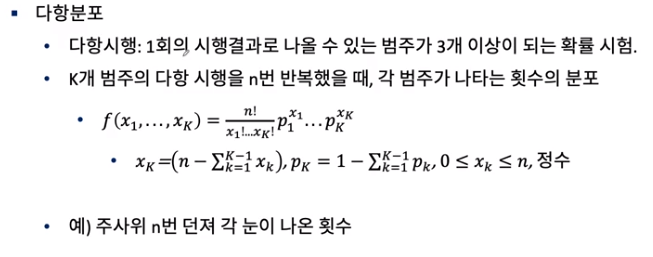 ▪ 다항분포
• 다항시행: 1회의 시행결과로 나올 수 있는 범주가 3개 이상이 되는 확률 시험.
• K개 범주의 다항 시행을 n번 반복했을 때, 각 범주가 나타는 횟수의 분포
• $f(x_1,\ldots,x_K) = \frac{n!}{x_1!\ldots x_K!} p_1^{x_1} \ldots p_K^{x_K}$
• $x_K = (n - \sum_{k=1}^{K-1} x_k), p_K = 1 - \sum_{k=1}^{K-1} p_k, 0 \le x_k \le n$, 정수
• 예) 주사위 n번 던져 각 눈이 나온 횟수